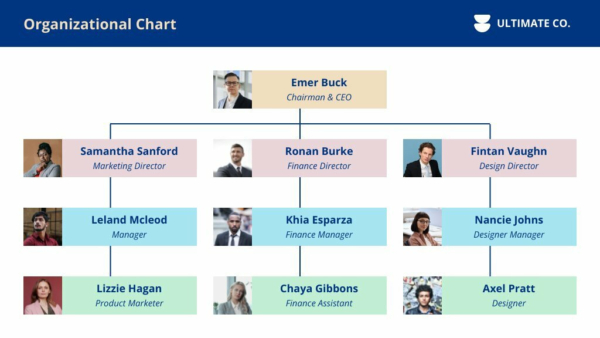 Organizational Chart
ULTIMATE CO.
Emer Buck
Chairman & CEO
Samantha Sanford
Marketing Director
Ronan Burke
Finance Director
Fintan Vaughn
Design Director
Leland Mcleod
Manager
Khia Esparza
Finance Manager
Nancie Johns
Designer Manager
Lizzie Hagan
Product Marketer
Chaya Gibbons
Finance Assistant
Axel Pratt
Designer